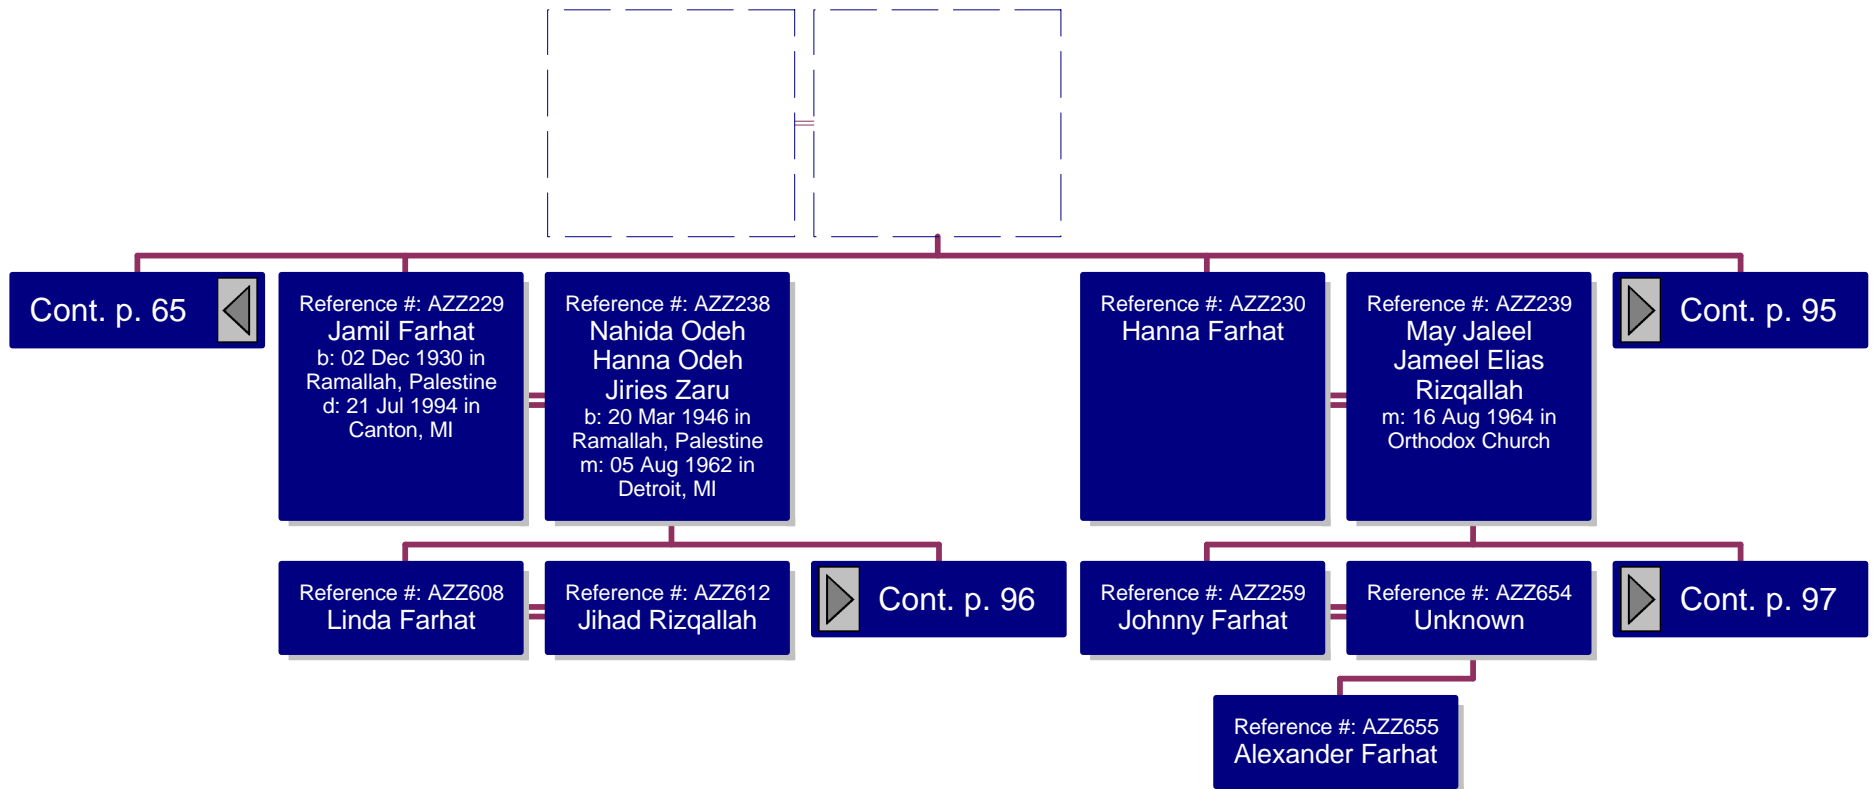 Cont. p. 65
Reference #: AZZ229
Jamil Farhat
b: 02 Dec 1930 in
Ramallah, Palestine
d: 21 Jul 1994 in
Canton, MI
Reference #: AZZ238
Nahida Odeh
Hanna Odeh
Jiries Zaru
b: 20 Mar 1946 in
Ramallah, Palestine
m: 05 Aug 1962 in
Detroit, MI
Reference #: AZZ230
Hanna Farhat
Reference #: AZZ239
May Jaleel
Jameel Elias
Rizqallah
m: 16 Aug 1964 in
Orthodox Church
Cont. p. 95
Reference #: AZZ608
Linda Farhat
Reference #: AZZ612
Jihad Rizqallah
Cont. p. 96
Reference #: AZZ259
Johnny Farhat
Reference #: AZZ654
Unknown
Cont. p. 97
Reference #: AZZ655
Alexander Farhat